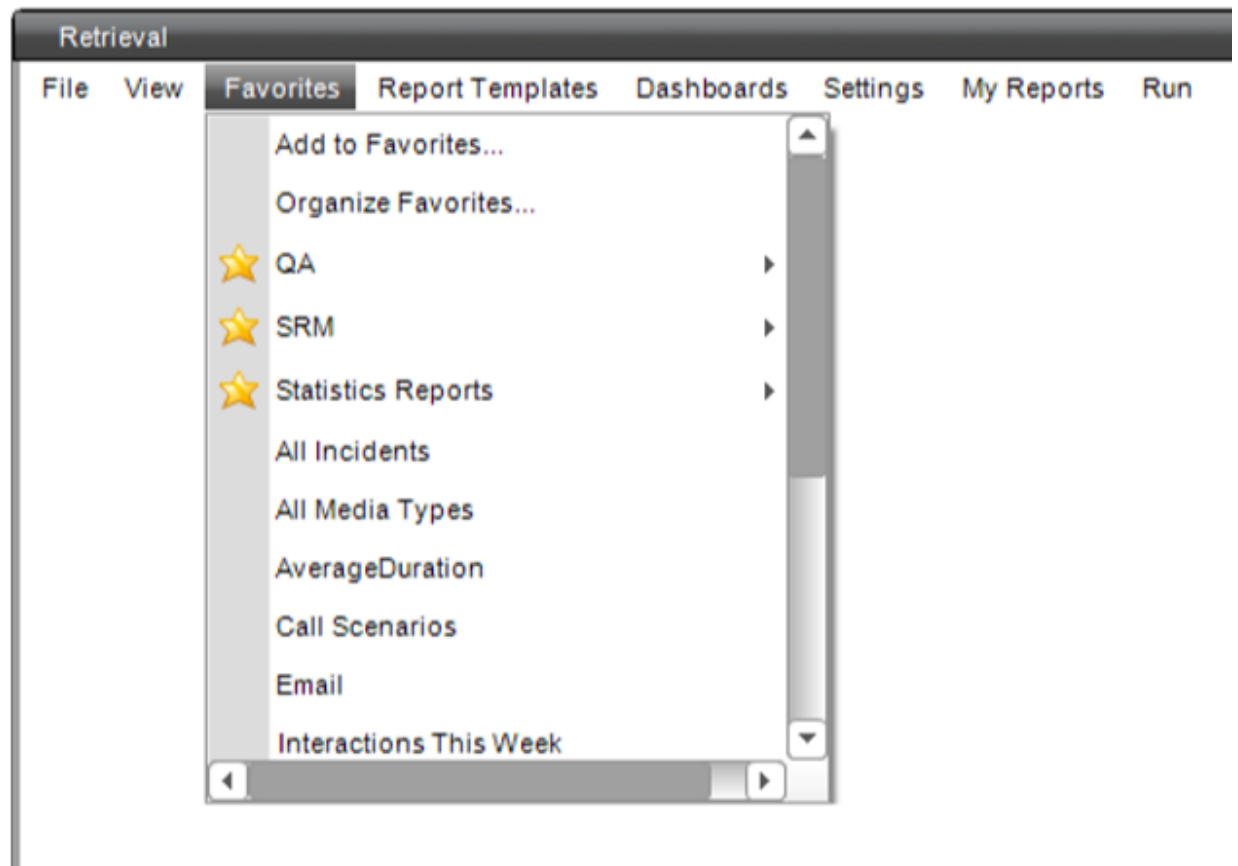 Retrieval
File View Favorites Report Templates Dashboards Settings My Reports Run
Add to Favorites...
Organize Favorites...
QA
SRM
Statistics Reports
All Incidents
All Media Types
AverageDuration
Call Scenarios
Email
Interactions This Week